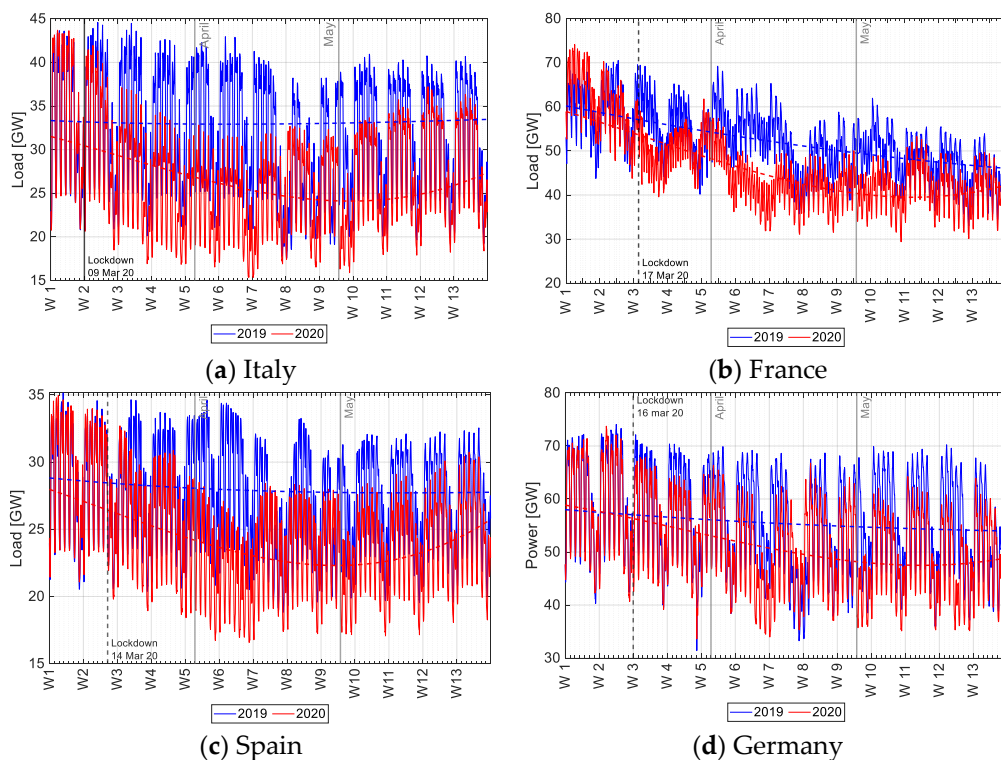 45
40
35
30
25
20
15
Load [GW]
April
May
Lockdown
09 Mar 20
W 1
W 2
W 3
W 4
W 5
W 6
W 7
W 8
W 9
W 10
W 11
W 12
W 13
2019
2020
(a) Italy
80
70
60
50
40
30
20
Load [GW]
April
May
Lockdown
17 Mar 20
W 1
W 2
W 3
W 4
W 5
W 6
W 7
W 8
W 9
W 10
W 11
W 12
W 13
2019
2020
(b) France
35
30
25
20
15
Load [GW]
April
May
Lockdown
14 Mar 20
W1
W2
W3
W4
W5
W6
W7
W8
W9
W10
W11
W12
W13
2019
2020
(c) Spain
80
70
60
50
40
30
Power [GW]
Lockdown
16 mar 20
April
May
W 1
W 2
W 3
W 4
W 5
W 6
W 7
W 8
W 9
W 10
W 11
W 12
W 13
2019
2020
(d) Germany